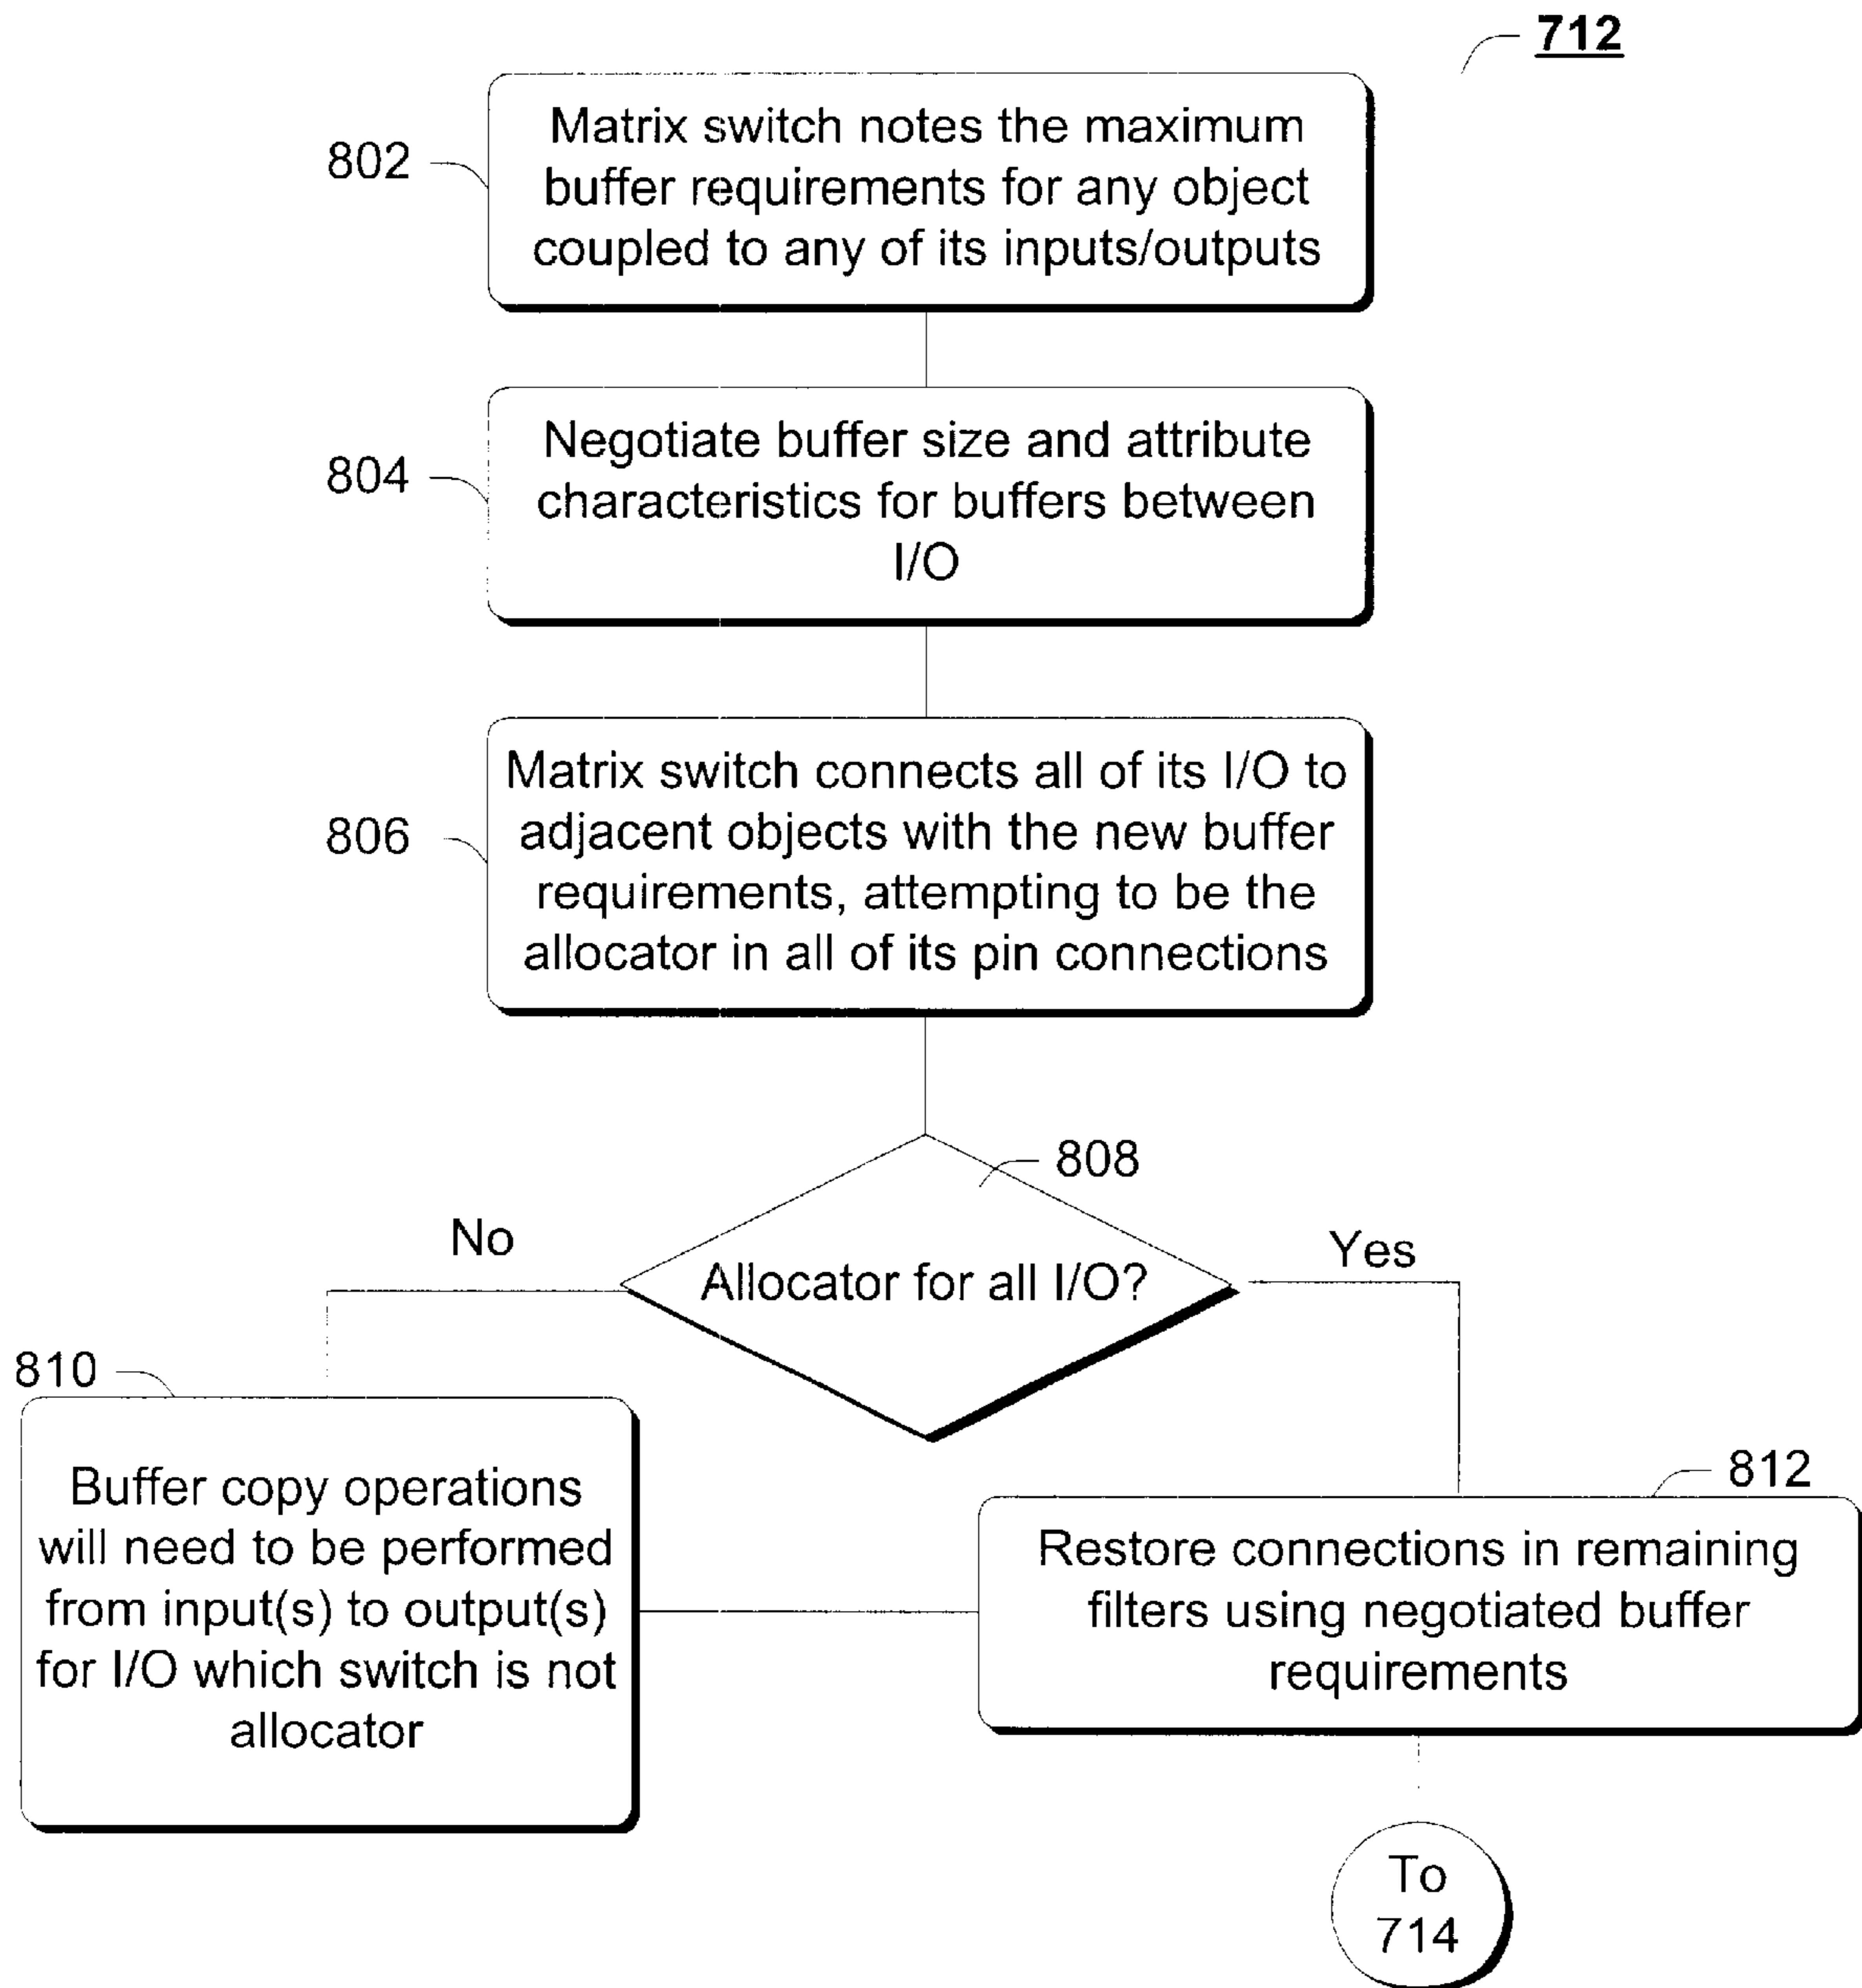 712
802
Matrix switch notes the maximum
buffer requirements for any object
coupled to any of its inputs/outputs
804
Negotiate buffer size and attribute
characteristics for buffers between
I/O
806
Matrix switch connects all of its I/O to
adjacent objects with the new buffer
requirements, attempting to be the
allocator in all of its pin connections
808
No
Yes
Allocator for all I/O?
810
Buffer copy operations
will need to be performed
from input(s) to output(s)
for I/O which switch is not
allocator
812
Restore connections in remaining
filters using negotiated buffer
requirements
To
714